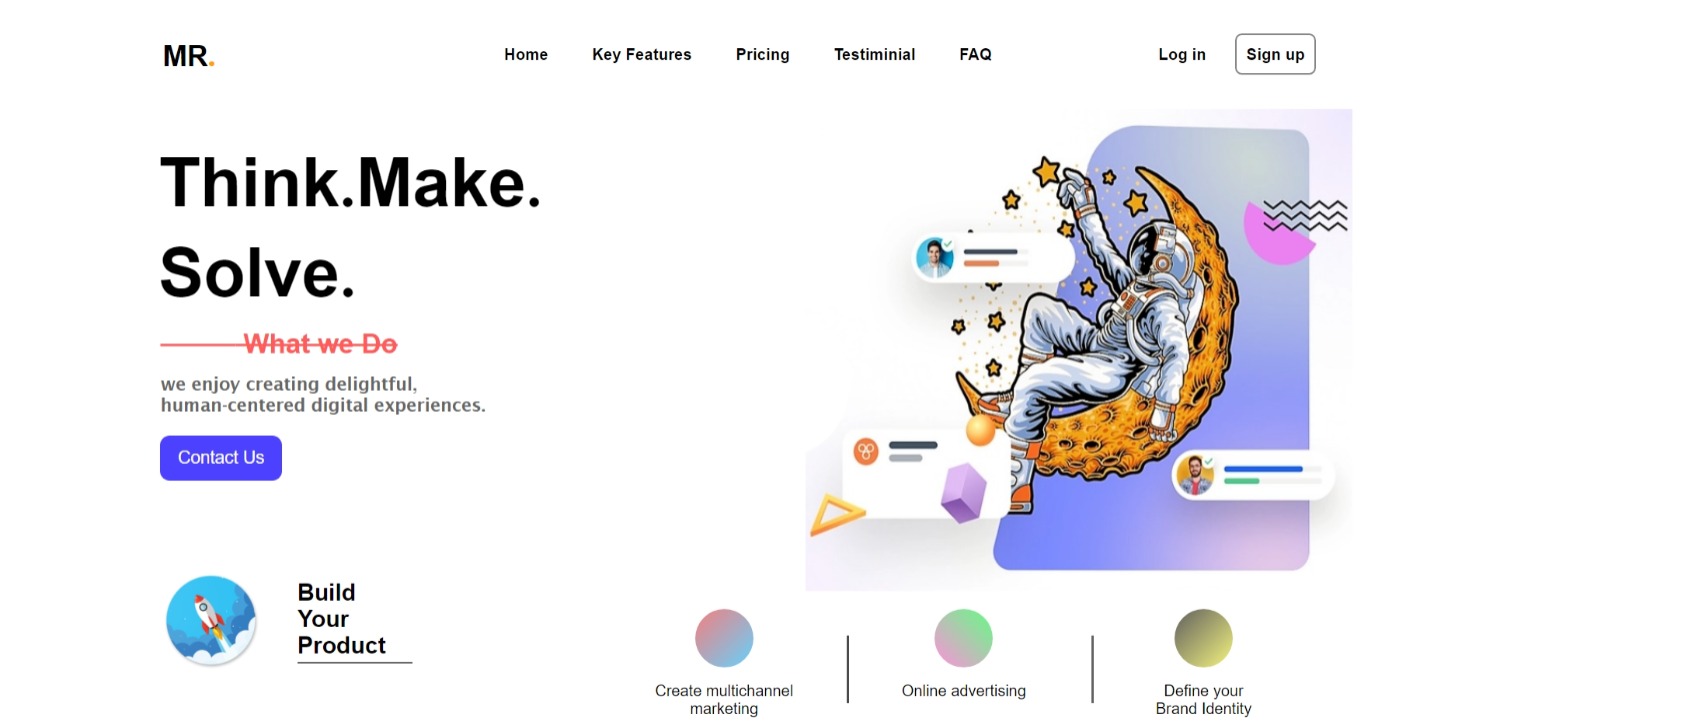 MR.
Home
Key Features
Pricing
Testiminial
FAQ
Log in
Sign up
Think.Make.
Solve.
What we Do
we enjoy creating delightful,
human-centered digital experiences.
Contact Us
Build
Your
Product
Create multichannel
marketing
Online advertising
Define your
Brand Identity